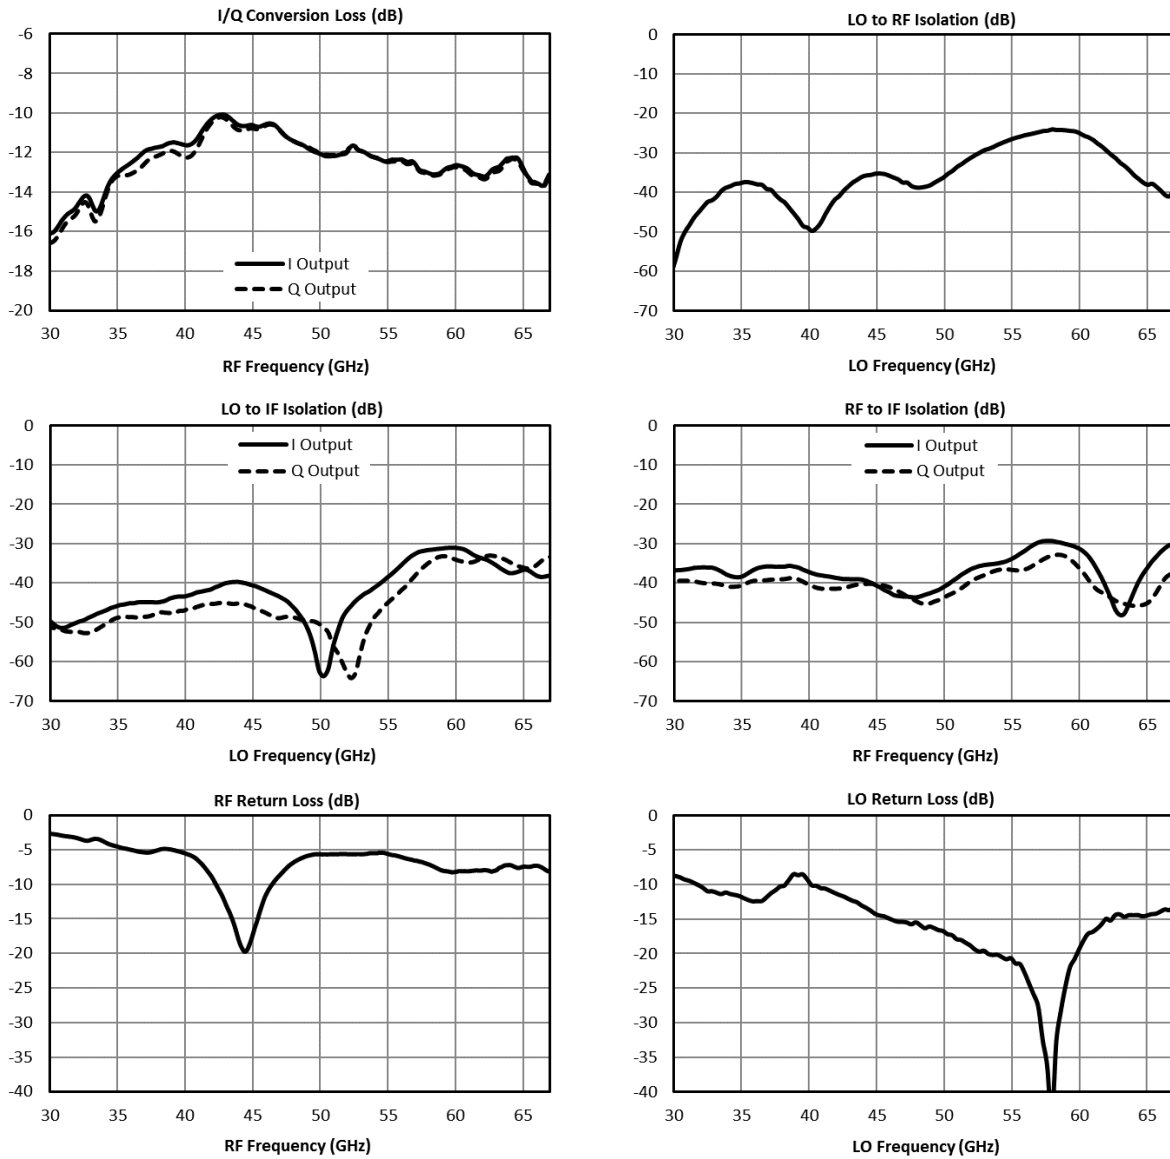 I/Q Conversion Loss (dB)
-6
-8
-10
-12
-14
-16
-18
-20
I Output
Q Output
30 35 40 45 50 55 60 65
RF Frequency (GHz)
LO to RF Isolation (dB)
0
-10
-20
-30
-40
-50
-60
-70
30 35 40 45 50 55 60 65
LO Frequency (GHz)
LO to IF Isolation (dB)
0
-10
-20
-30
-40
-50
-60
-70
I Output
Q Output
30 35 40 45 50 55 60 65
LO Frequency (GHz)
RF to IF Isolation (dB)
0
-10
-20
-30
-40
-50
-60
-70
I Output
Q Output
30 35 40 45 50 55 60 65
RF Frequency (GHz)
RF Return Loss (dB)
0
-5
-10
-15
-20
-25
-30
-35
-40
30 35 40 45 50 55 60 65
RF Frequency (GHz)
LO Return Loss (dB)
0
-5
-10
-15
-20
-25
-30
-35
-40
30 35 40 45 50 55 60 65
LO Frequency (GHz)